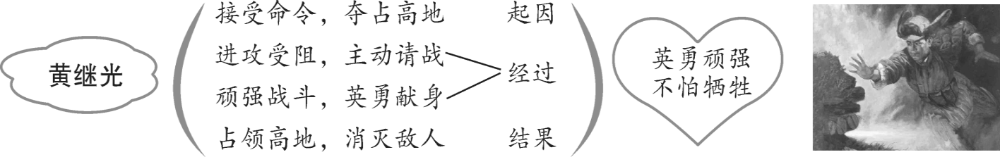 黄继光
接受命令，夺占高地 起因
进攻受阻，主动请战
经过
顽强战斗，英勇献身
占领高地，消灭敌人 结果
英勇顽强
不怕牺牲